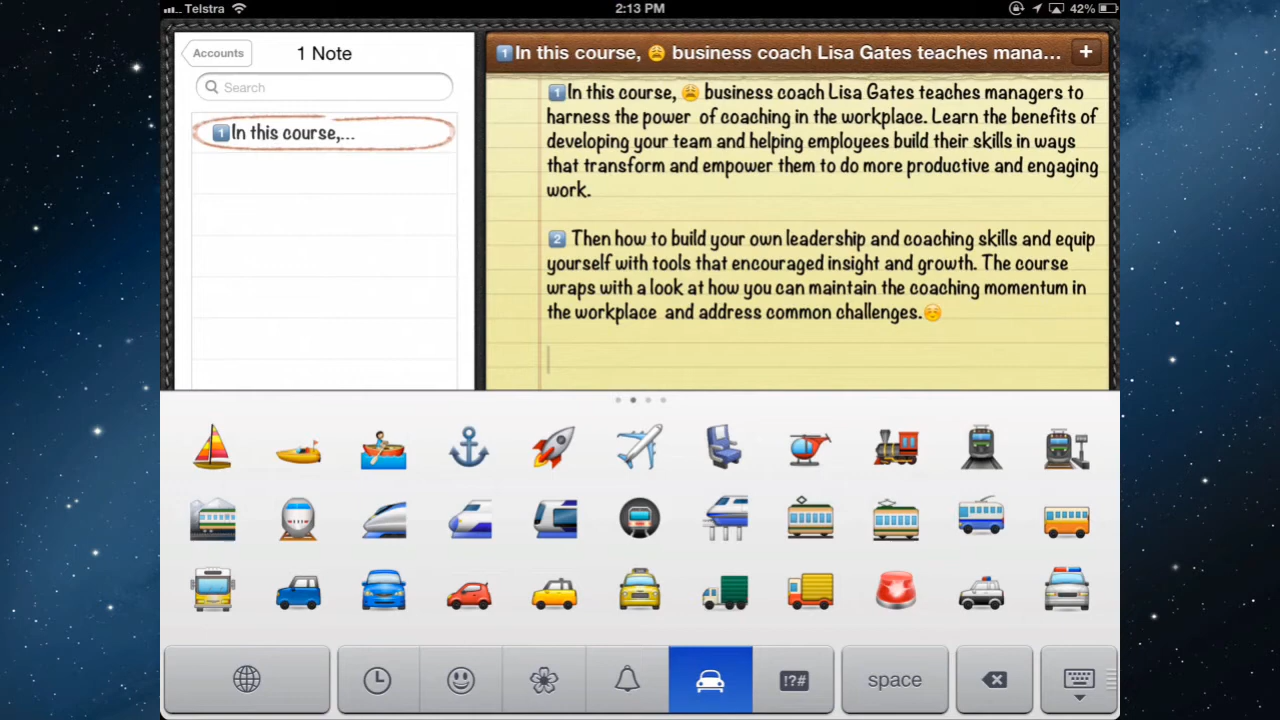 Telstra
2:13 PM
42%
Accounts
1 Note
Search
1 In this course,...
1 In this course, 😩 business coach Lisa Gates teaches mana...
+
1 In this course, 😩 business coach Lisa Gates teaches managers to
harness the power of coaching in the workplace. Learn the benefits of
developing your team and helping employees build their skills in ways
that transform and empower them to do more productive and engaging
work.
2 Then how to build your own leadership and coaching skills and equip
yourself with tools that encouraged insight and growth. The course
wraps with a look at how you can maintain the coaching momentum in
the workplace and address common challenges.☺️
!?#
space